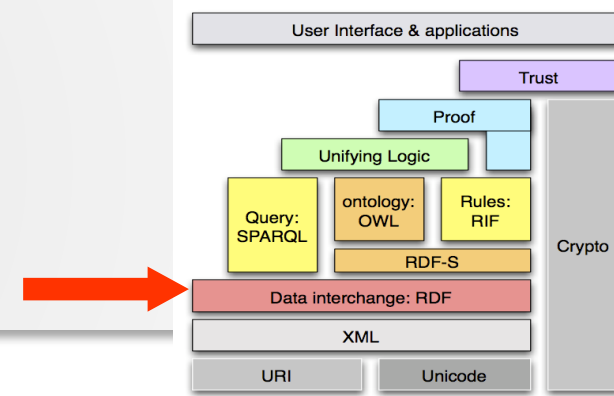 User Interface & applications
Trust
Proof
Unifying Logic
Query:
SPARQL
ontology:
OWL
Rules:
RIF
Crypto
RDF-S
Data interchange: RDF
XML
URI
Unicode